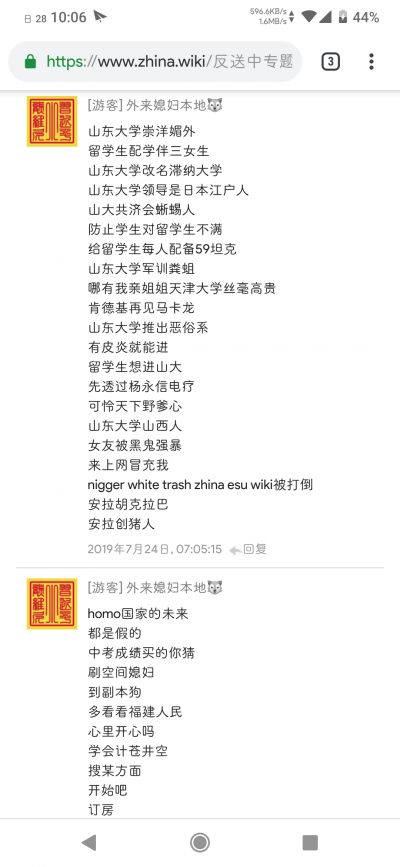 日 28 10:06 596.6KB/s 1.6MB/s 44%
https://www.zhina.wiki/反送中专题 3
[游客] 外来媳妇本地🐺
山东大学崇洋媚外
留学生配学伴三女生
山东大学改名滞纳大学
山东大学领导是日本江户人
山大共济会蜥蜴人
防止学生对留学生不满
给留学生每人配备59坦克
山东大学军训粪蛆
哪有我亲姐姐天津大学丝毫高贵
肯德基再见马卡龙
山东大学推出恶俗系
有皮炎就能进
留学生想进山大
先透过杨永信电疗
可怜天下野爹心
山东大学山西人
女友被黑鬼强暴
来上网冒充我
nigger white trash zhina esu wiki被打倒
安拉胡克拉巴
安拉创猪人
2019年7月24日, 07:05:15 回复
[游客] 外来媳妇本地🐺
homo国家的未来
都是假的
中考成绩买的你猜
刷空间媳妇
到副本狗
多看看福建人民
心里开心吗
学会计苍井空
搜某方面
开始吧
订房